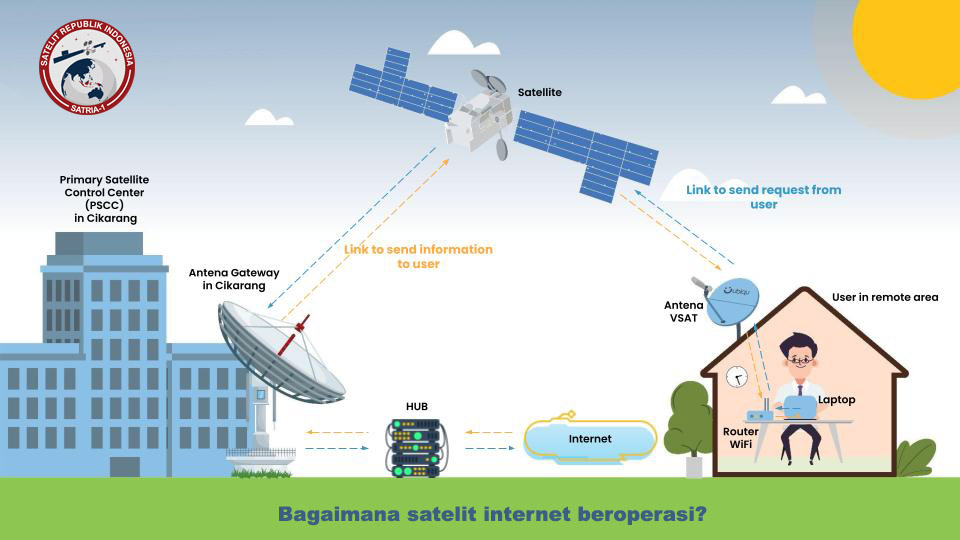 SATELIT REPUBLIK INDONESIA
SATRIA-1
Satellite
Primary Satellite
Control Center
(PSCC)
in Cikarang
Link to send request from
user
Link to send information
to user
Antena Gateway
in Cikarang
User in remote area
Antena
VSAT
ubiqu
Laptop
HUB
Router
WiFi
Internet
Bagaimana satelit internet beroperasi?